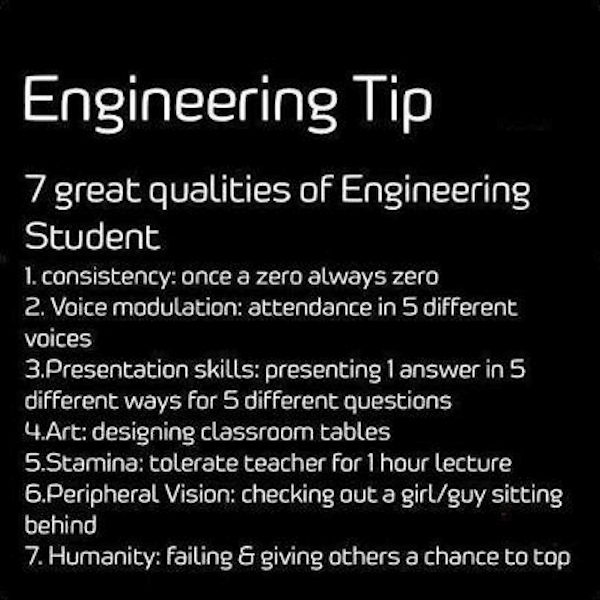 Engineering Tip
7 great qualities of Engineering
Student
1. consistency: once a zero always zero
2. Voice modulation: attendance in 5 different
voices
3.Presentation skills: presenting 1 answer in 5
different ways for 5 different questions
4.Art: designing classroom tables
5.Stamina: tolerate teacher for 1 hour lecture
6.Peripheral Vision: checking out a girl/guy sitting
behind
7. Humanity: failing & giving others a chance to top